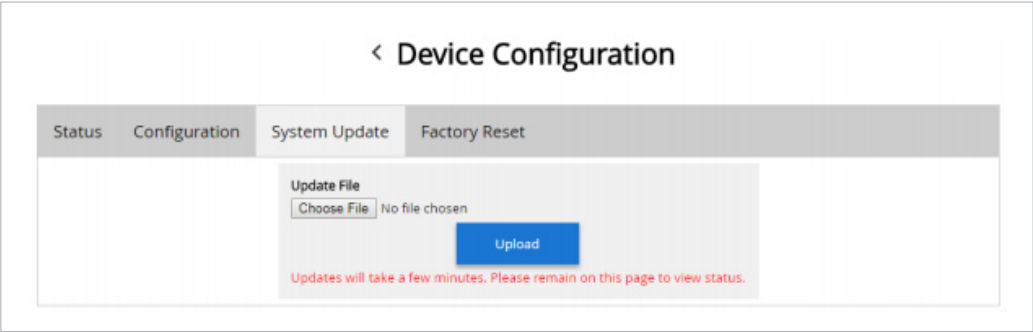 < Device Configuration
Status Configuration System Update Factory Reset
Update File
Choose File No file chosen
Upload
Updates will take a few minutes. Please remain on this page to view status.